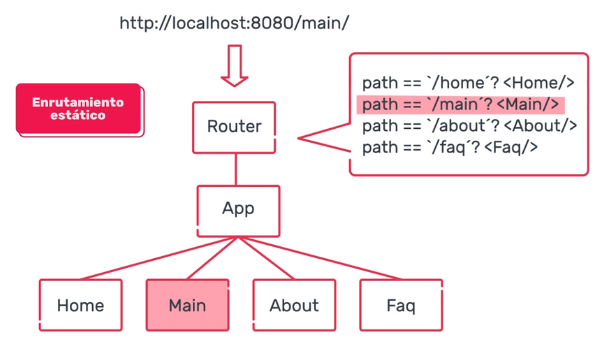 http://localhost:8080/main/
Enrutamiento
estático
Router
path == `/home´? <Home/>
path == `/main´? <Main/>
path == `/about´? <About/>
path == `/faq´? <Faq/>
App
Home
Main
About
Faq